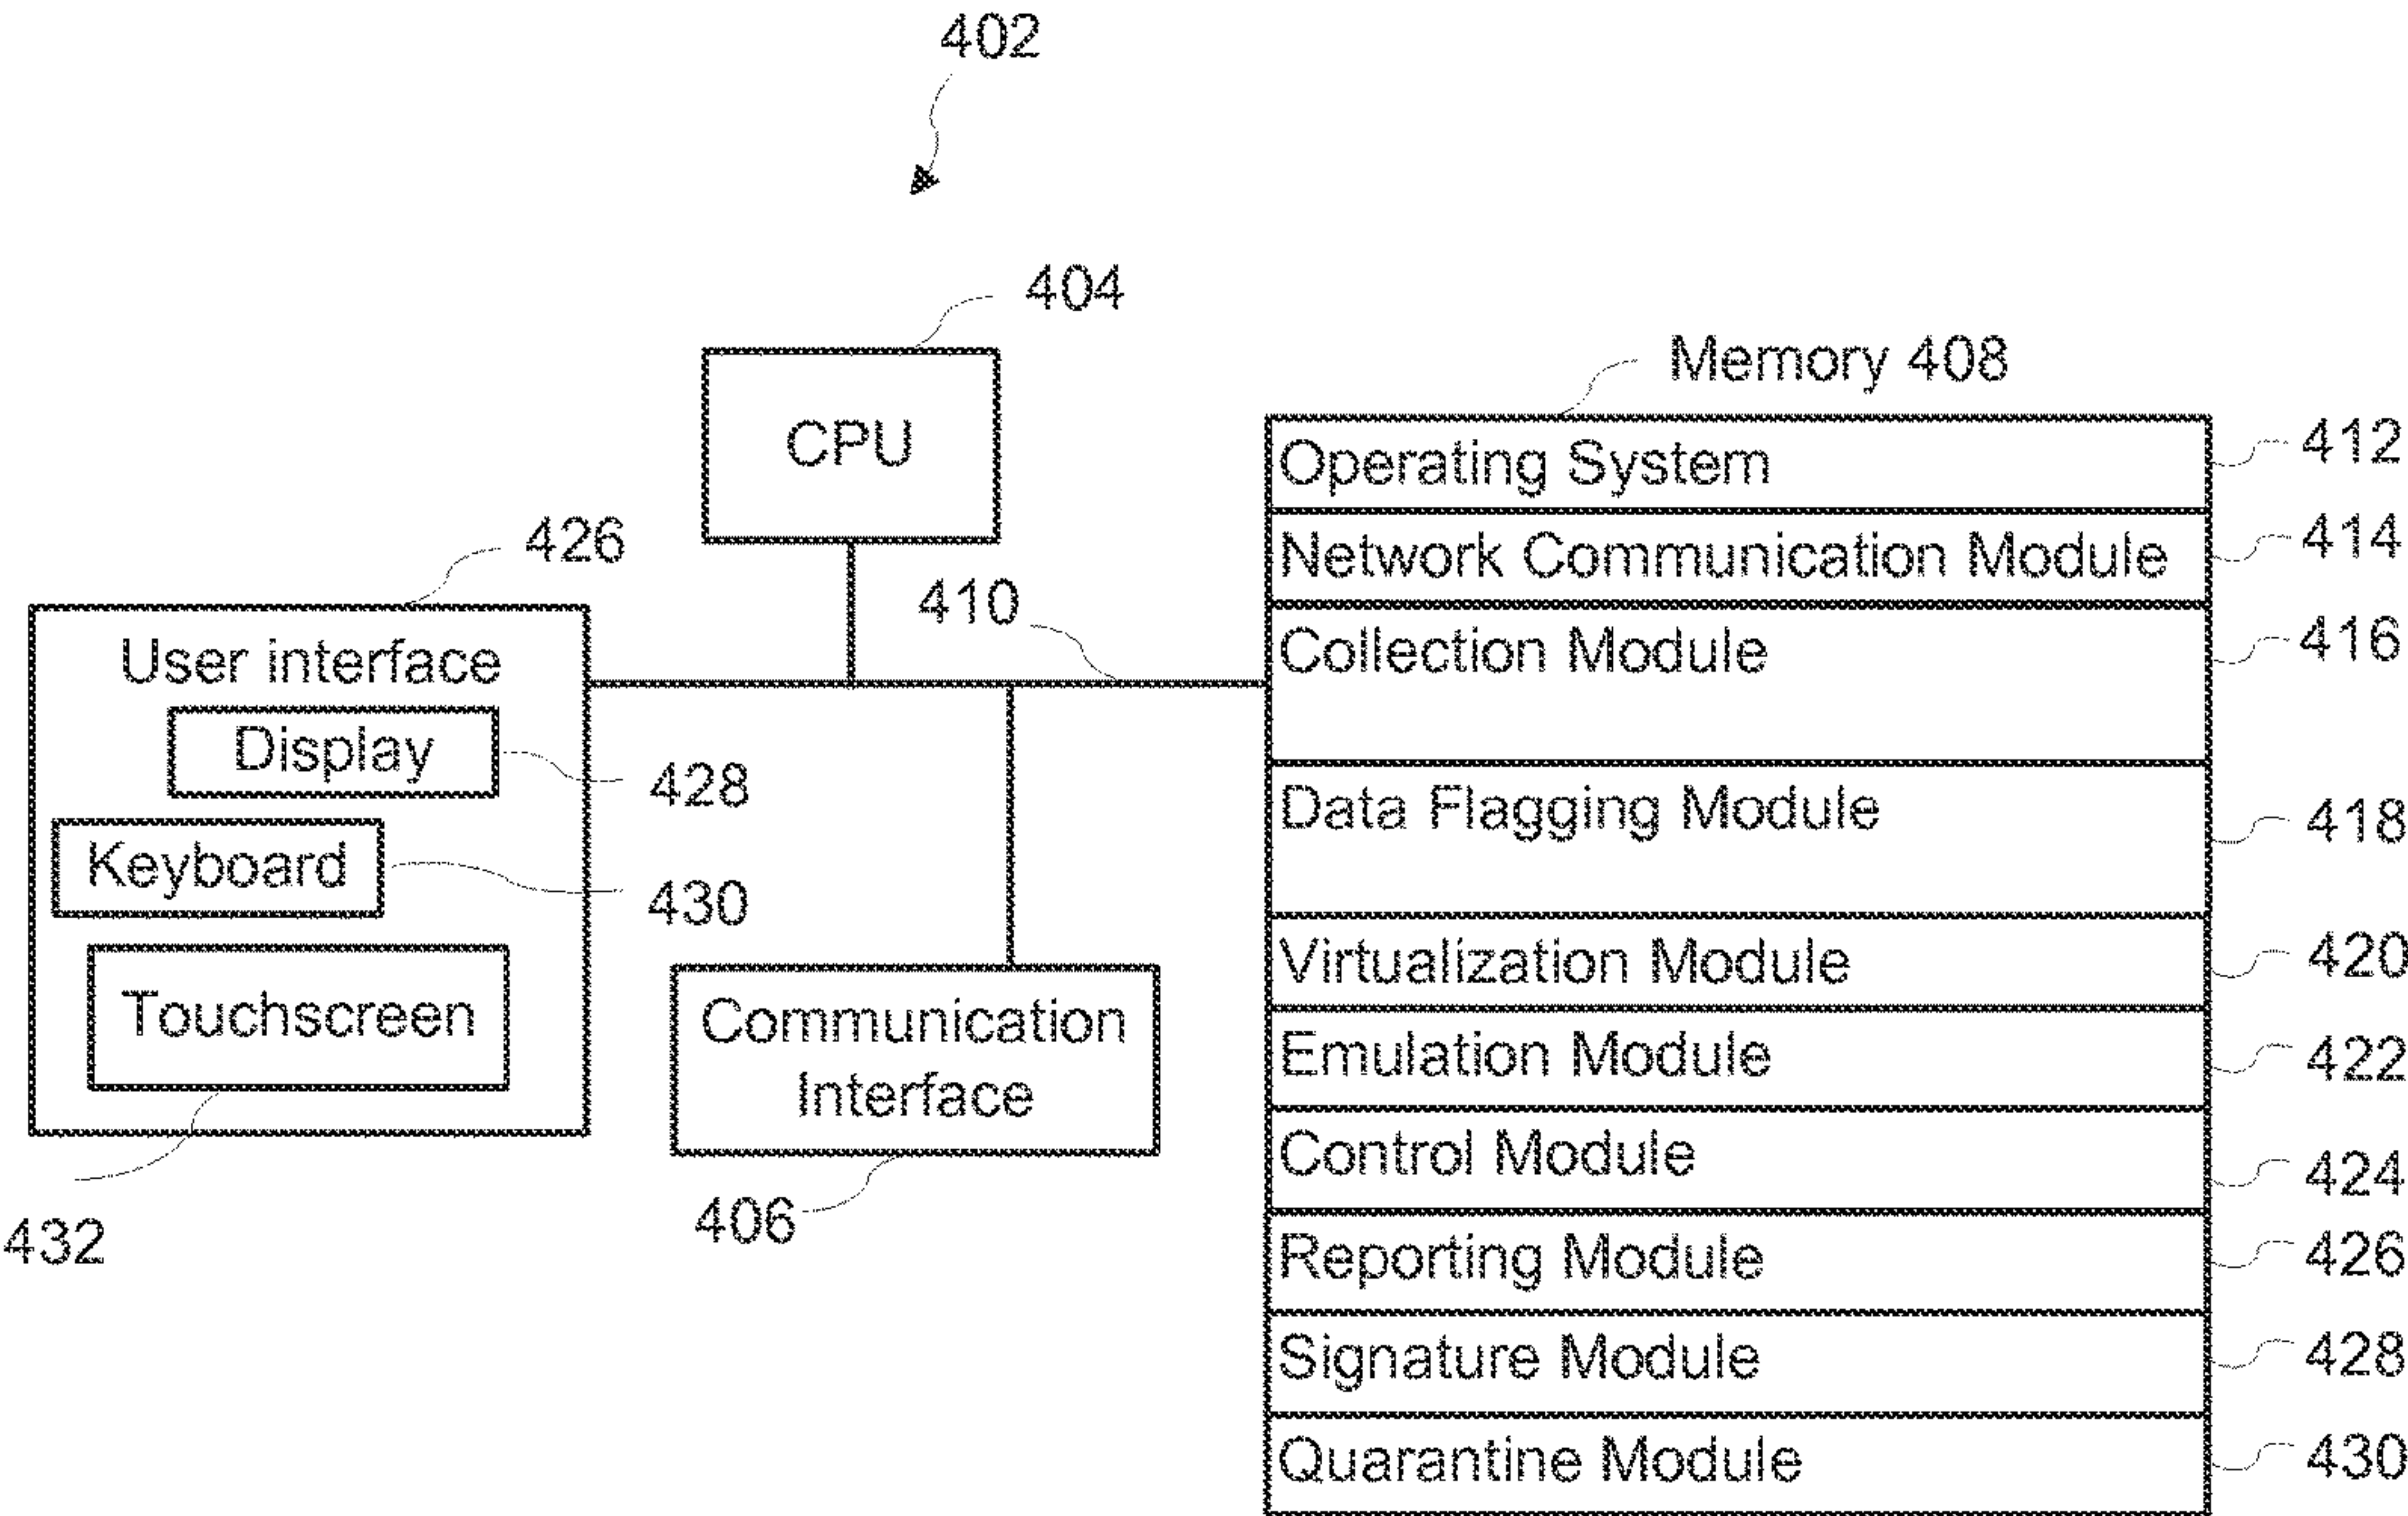 402
404
CPU
Memory 408
Operating System 412
Network Communication Module 414
Collection Module 416
Data Flagging Module 418
Virtualization Module 420
Emulation Module 422
Control Module 424
Reporting Module 426
Signature Module 428
Quarantine Module 430
410
426
User interface
Display 428
Keyboard 430
Touchscreen
432
Communication
Interface
406